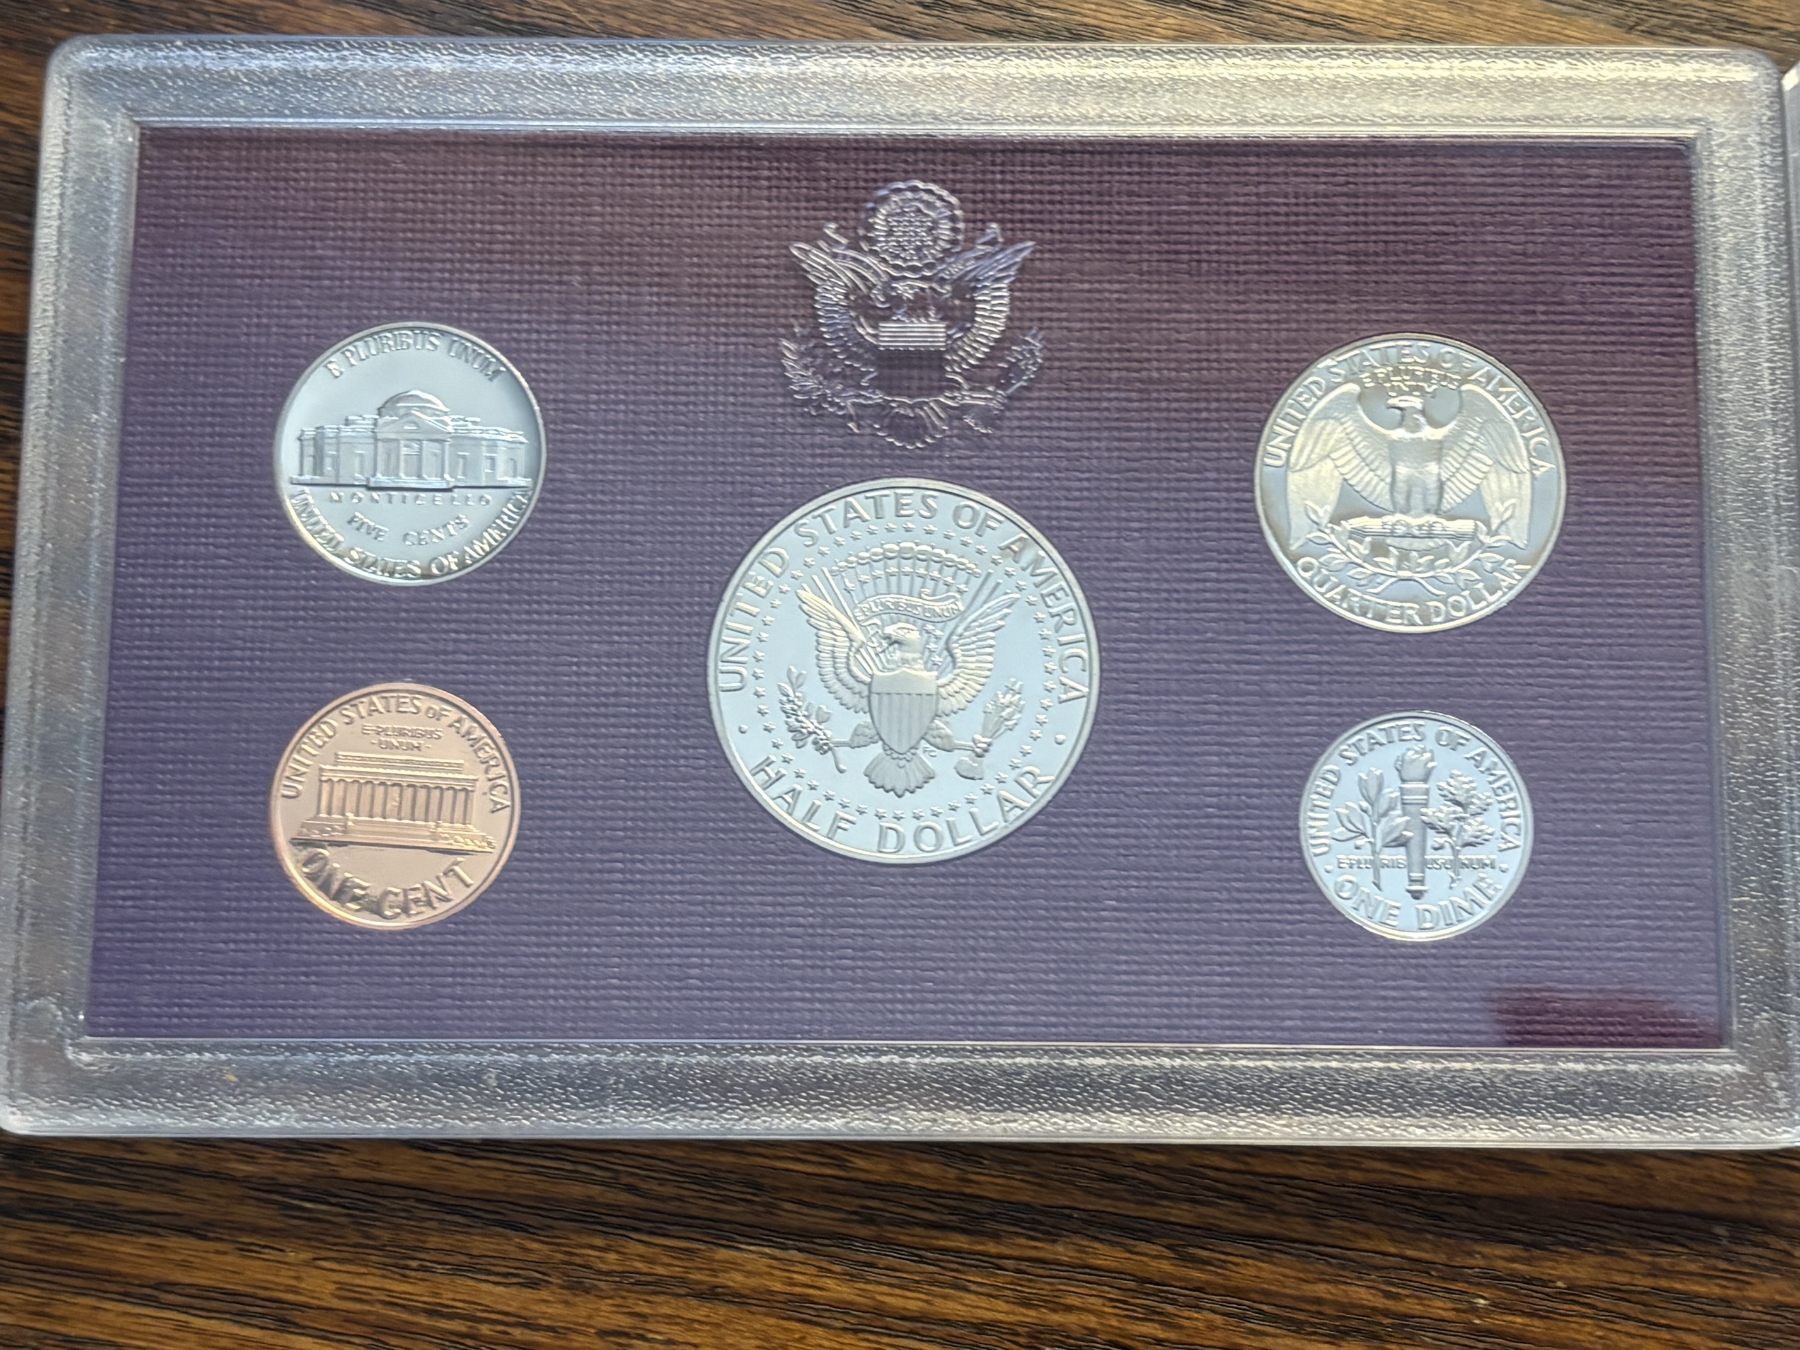 E PLURIBUS UNUM
MONTICELLO
FIVE CENTS
UNITED STATES OF AMERICA
UNITED STATES OF AMERICA
E PLURIBUS
UNUM
ONE CENT
UNITED STATES OF AMERICA
E PLURIBUS UNUM
FG
HALF DOLLAR
UNITED STATES OF AMERICA
E PLURIBUS
QUARTER DOLLAR
UNITED STATES OF AMERICA
E PLURIBUS UNUM
ONE DIME